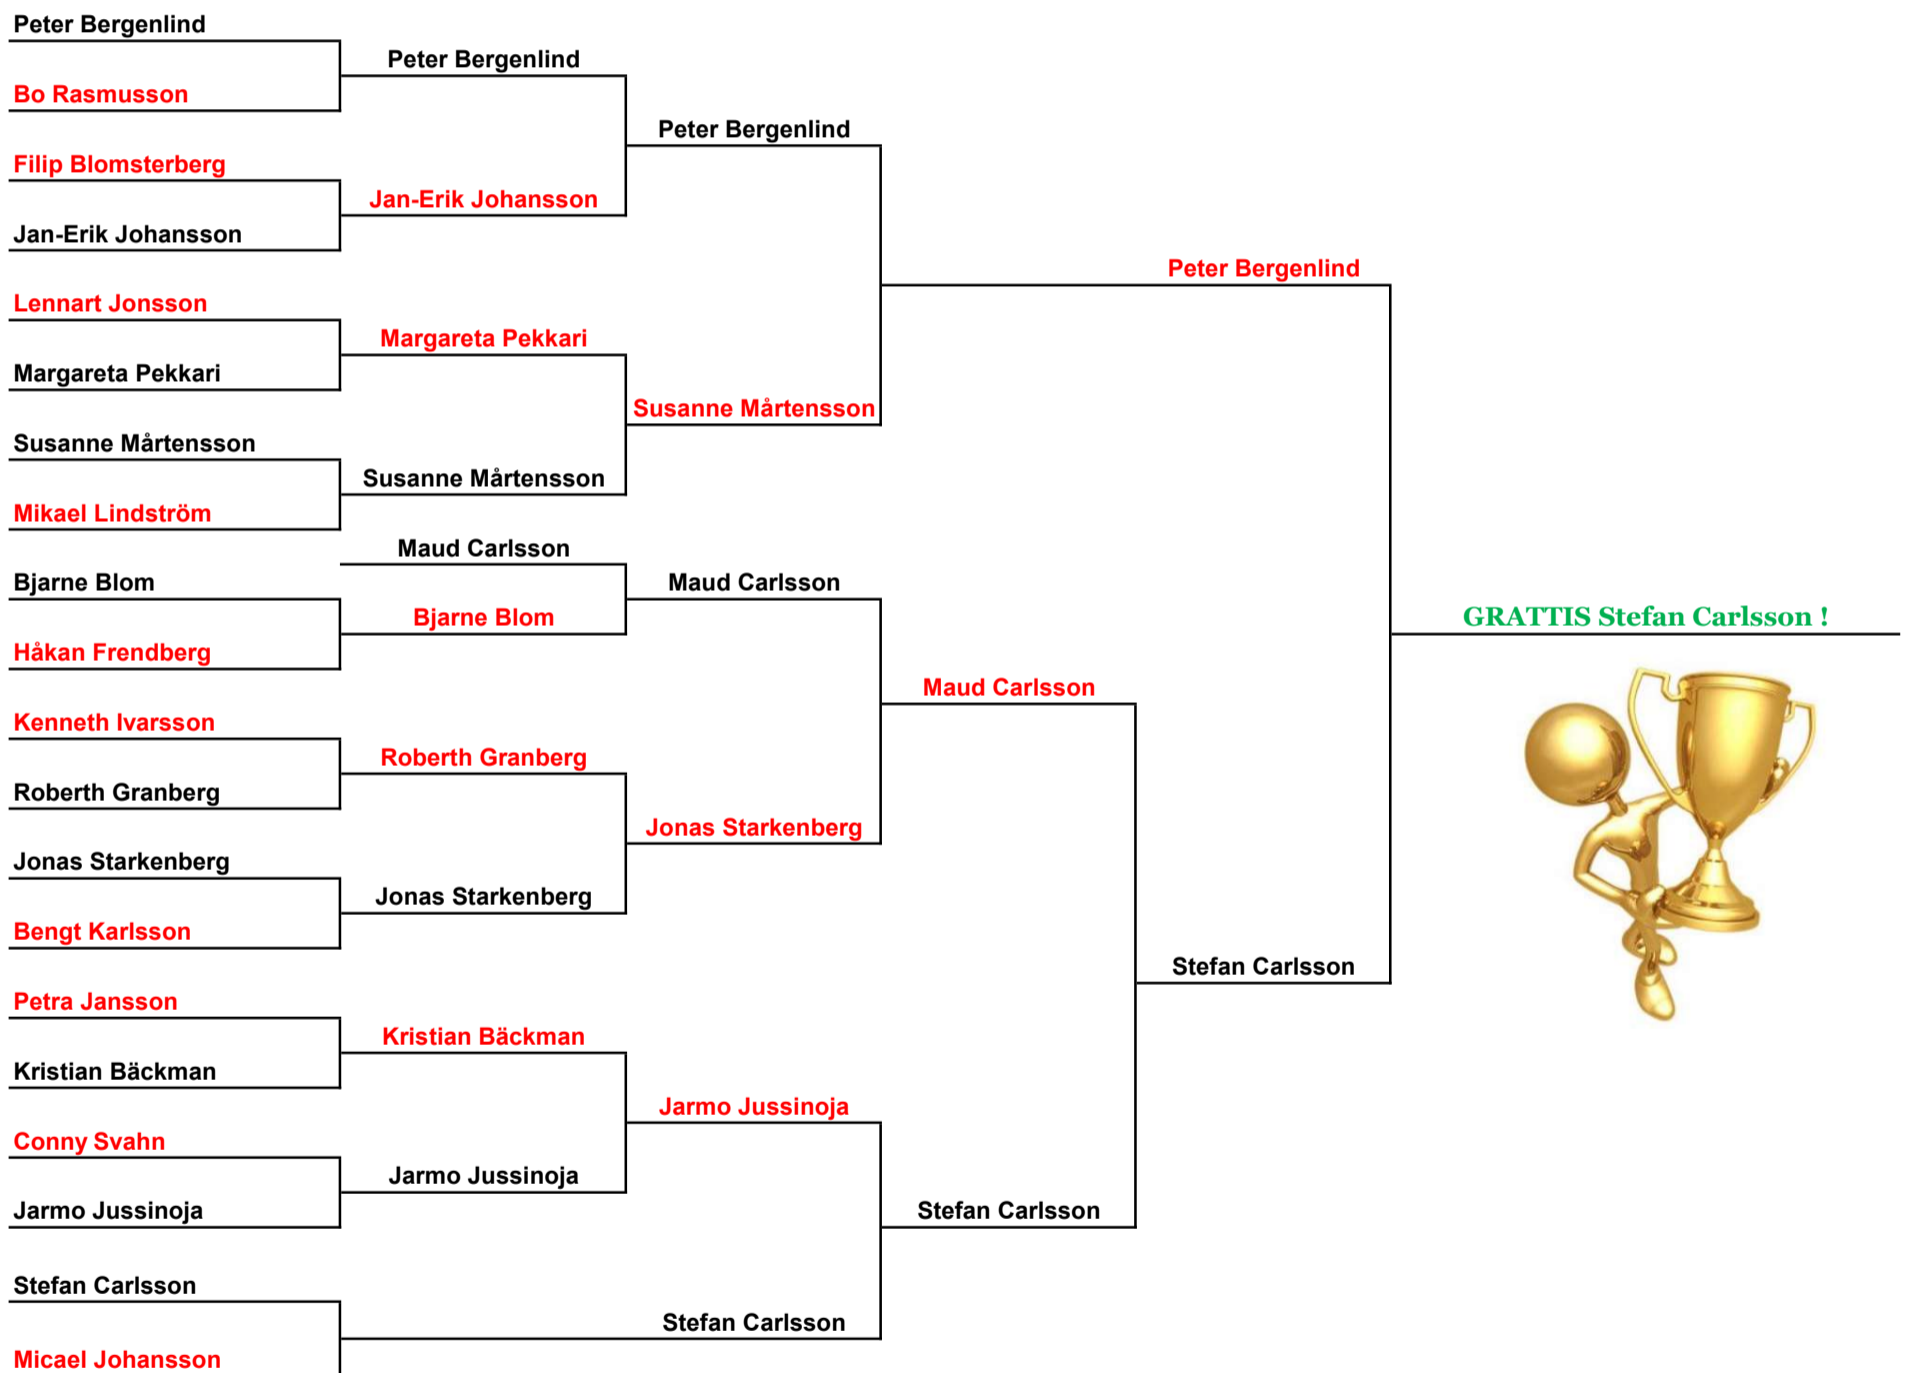 Peter Bergenlind
Bo Rasmusson
Filip Blomsterberg
Jan-Erik Johansson
Lennart Jonsson
Margareta Pekkari
Susanne Mårtensson
Mikael Lindström
Bjarne Blom
Håkan Frendberg
Kenneth Ivarsson
Roberth Granberg
Jonas Starkenberg
Bengt Karlsson
Petra Jansson
Kristian Bäckman
Conny Svahn
Jarmo Jussinoja
Stefan Carlsson
Micael Johansson
Peter Bergenlind
Jan-Erik Johansson
Margareta Pekkari
Susanne Mårtensson
Maud Carlsson
Bjarne Blom
Roberth Granberg
Jonas Starkenberg
Kristian Bäckman
Jarmo Jussinoja
Peter Bergenlind
Susanne Mårtensson
Maud Carlsson
Jonas Starkenberg
Jarmo Jussinoja
Stefan Carlsson
Maud Carlsson
Stefan Carlsson
Peter Bergenlind
Stefan Carlsson
GRATTIS Stefan Carlsson !